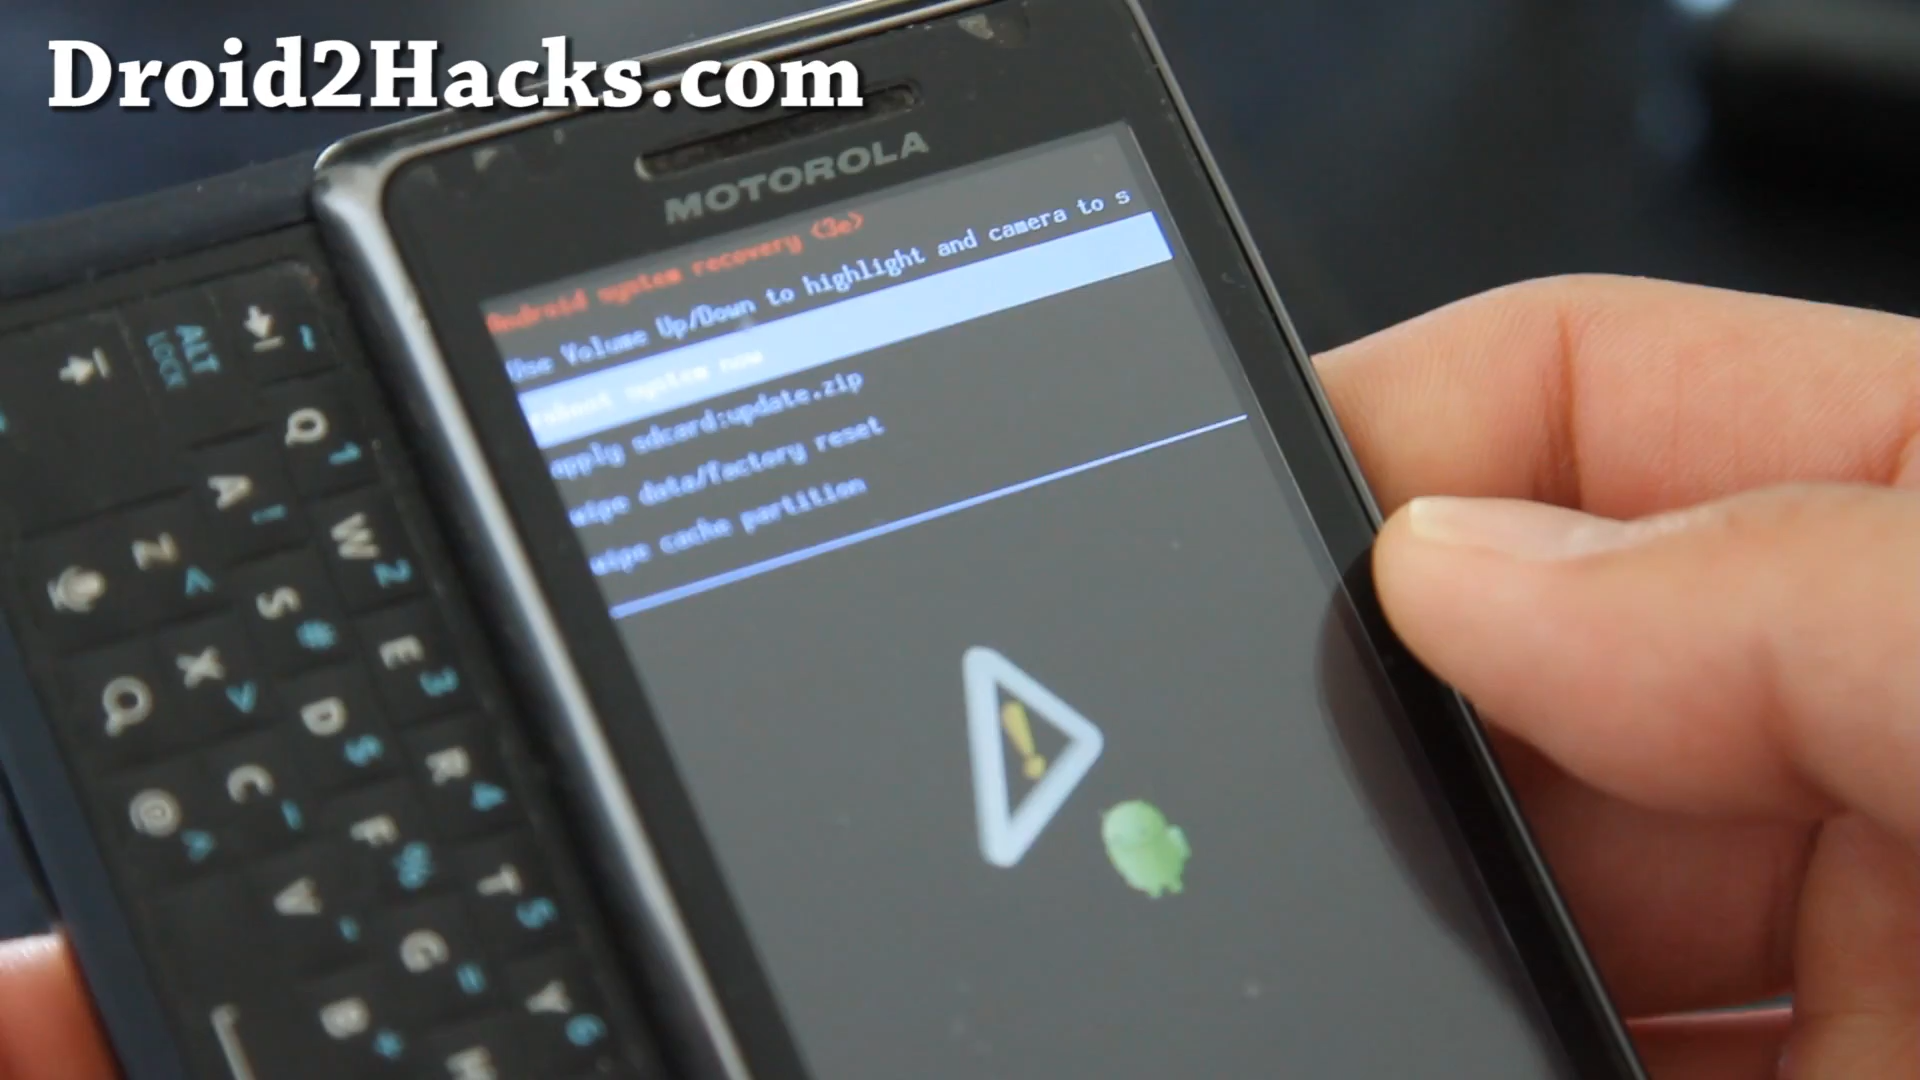 Droid2Hacks.com
MOTOROLA
Android system recovery <3e>
Use Volume Up/Down to highlight and camera to s
reboot system now
apply sdcard:update.zip
wipe data/factory reset
wipe cache partition
ALT LOCK
Q 1
W 2
E 3
R 4
T 5
Y 6
A !
S #
D $
F %
G =
Z <
X >
C
V -
B +
@